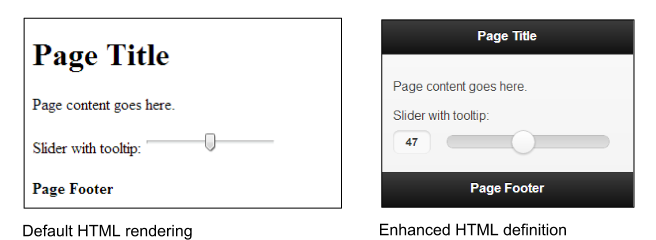 Page Title
Page content goes here.
Slider with tooltip:
Page Footer
Default HTML rendering
Page Title
Page content goes here.
Slider with tooltip:
47
Page Footer
Enhanced HTML definition